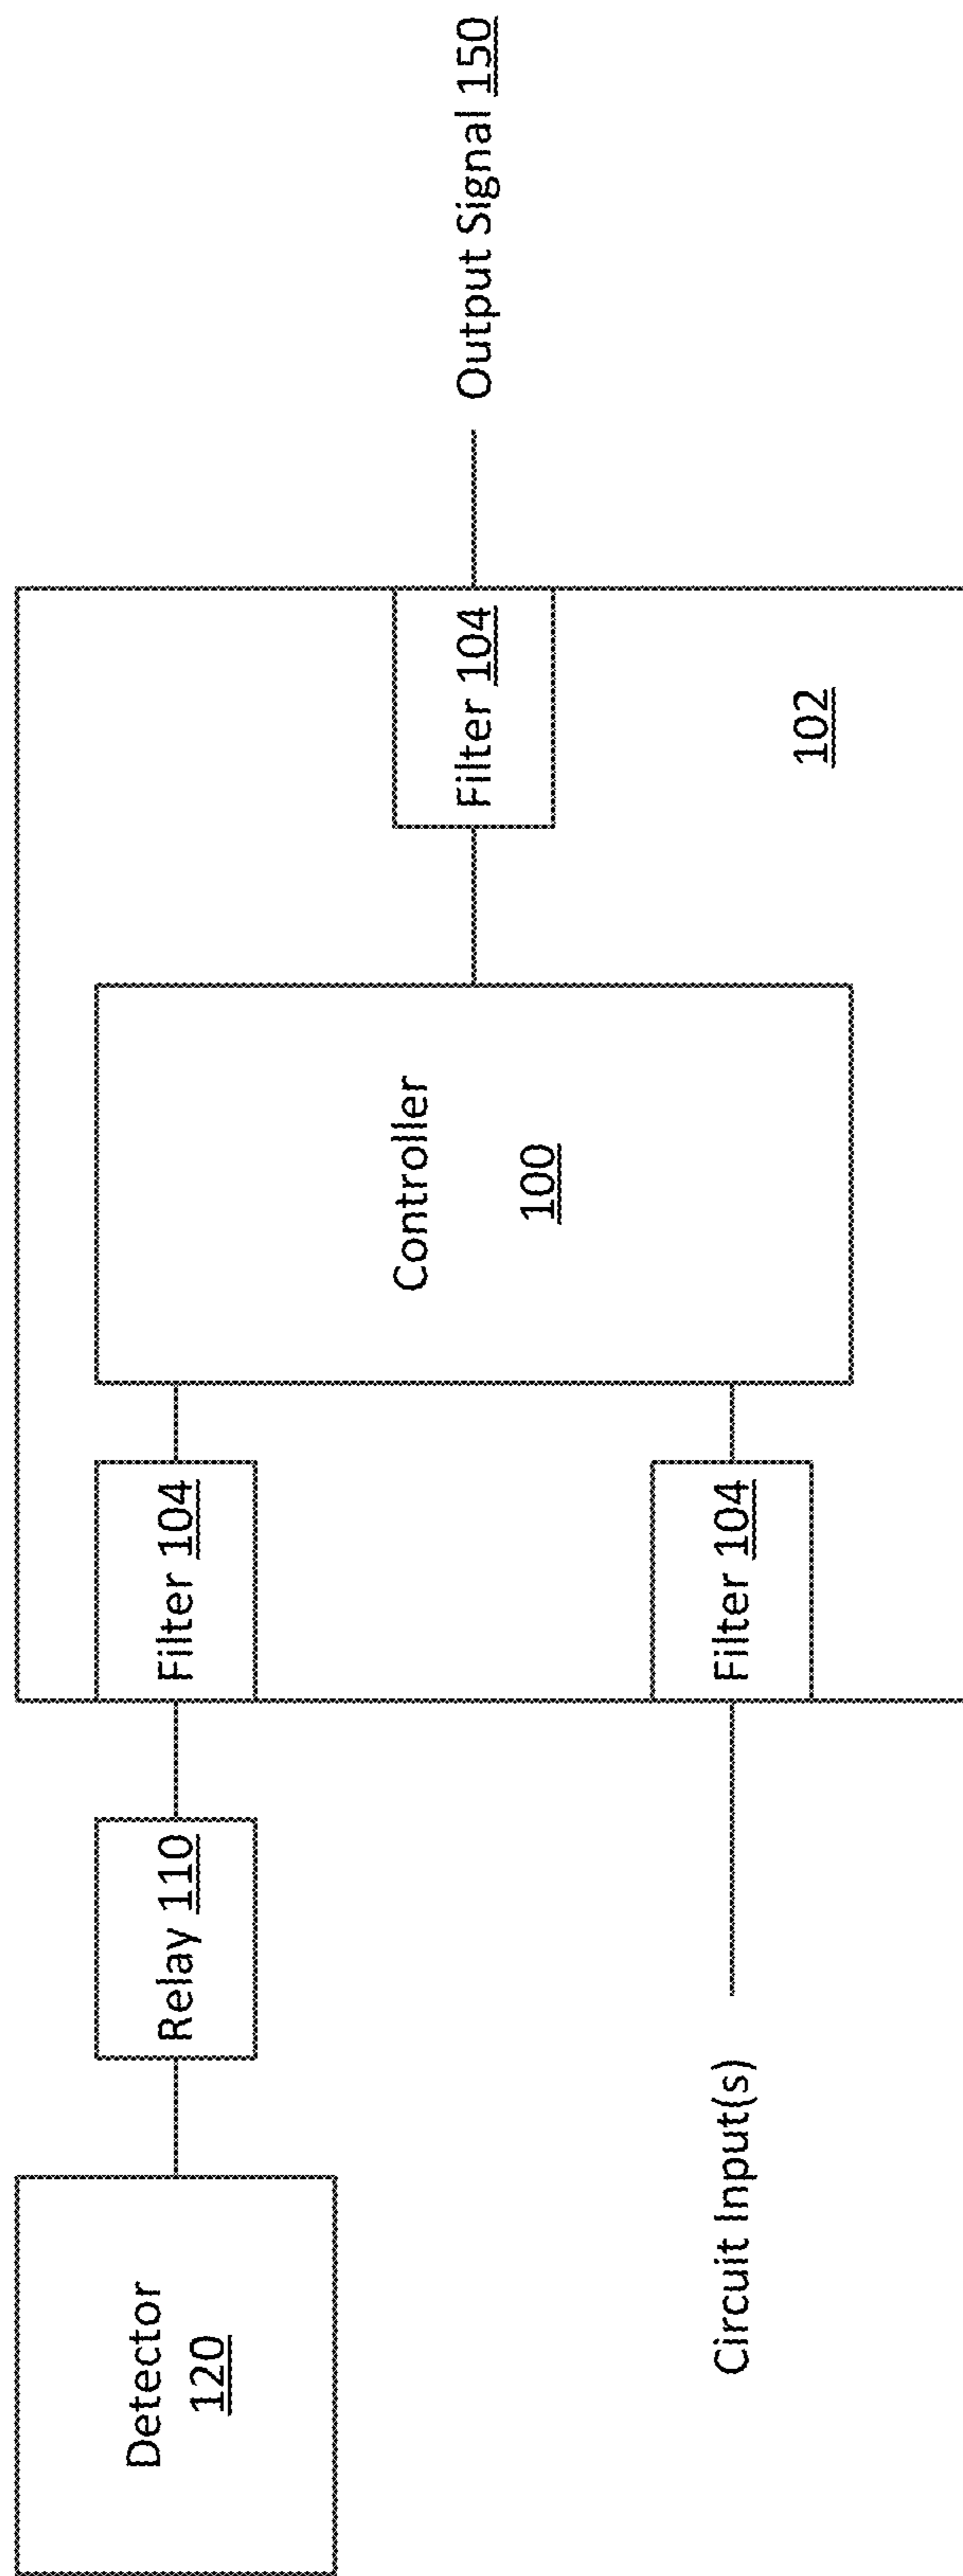 Detector
120
Relay 110
Filter 104
Controller
100
Filter 104
Output Signal 150
Circuit Input(s)
Filter 104
102